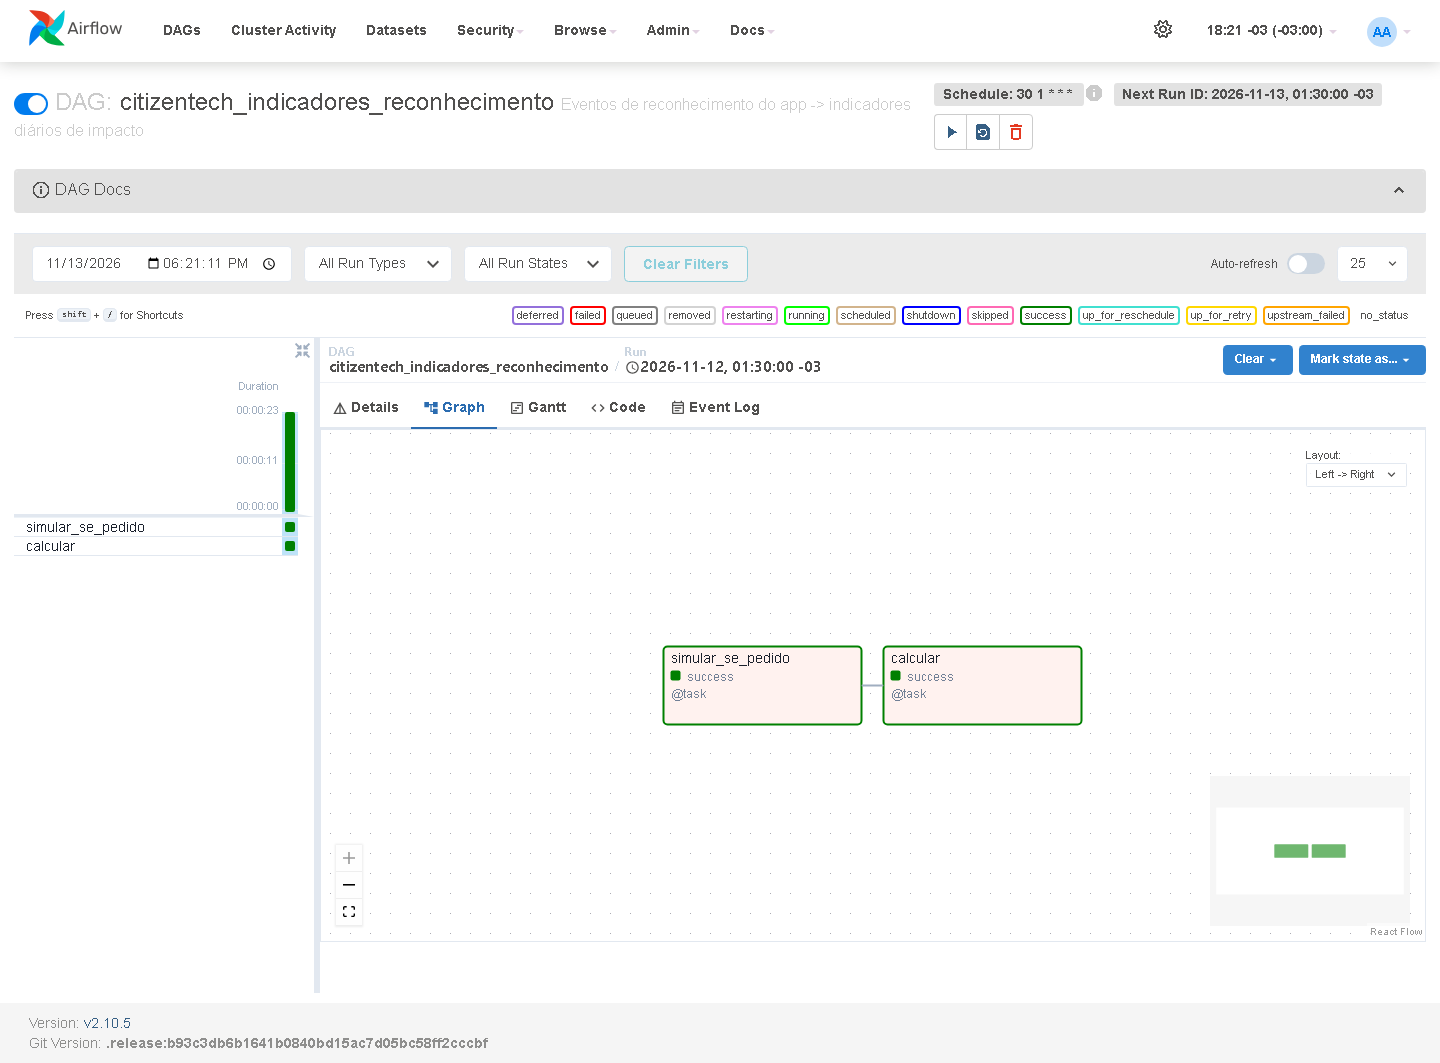 Airflow
DAGs
Cluster Activity
Datasets
Security
Browse
Admin
Docs
18:21 -03 (-03:00)
AA
DAG: citizentech_indicadores_reconhecimento Eventos de reconhecimento do app -> indicadores
diários de impacto
Schedule: 30 1 * * *
Next Run ID: 2026-11-13, 01:30:00 -03
DAG Docs
11/13/2026 06:21:11 PM
All Run Types
All Run States
Clear Filters
Auto-refresh
25
Press shift + / for Shortcuts
deferred
failed
queued
removed
restarting
running
scheduled
shutdown
skipped
success
up_for_reschedule
up_for_retry
upstream_failed
no_status
Duration
00:00:23
00:00:11
00:00:00
simular_se_pedido
calcular
DAG
citizentech_indicadores_reconhecimento
/
Run
2026-11-12, 01:30:00 -03
Clear
Mark state as...
Details
Graph
Gantt
Code
Event Log
Layout:
Left -> Right
simular_se_pedido
success
@task
calcular
success
@task
React Flow
Version: v2.10.5
Git Version: .release:b93c3db6b1641b0840bd15ac7d05bc58ff2cccbf